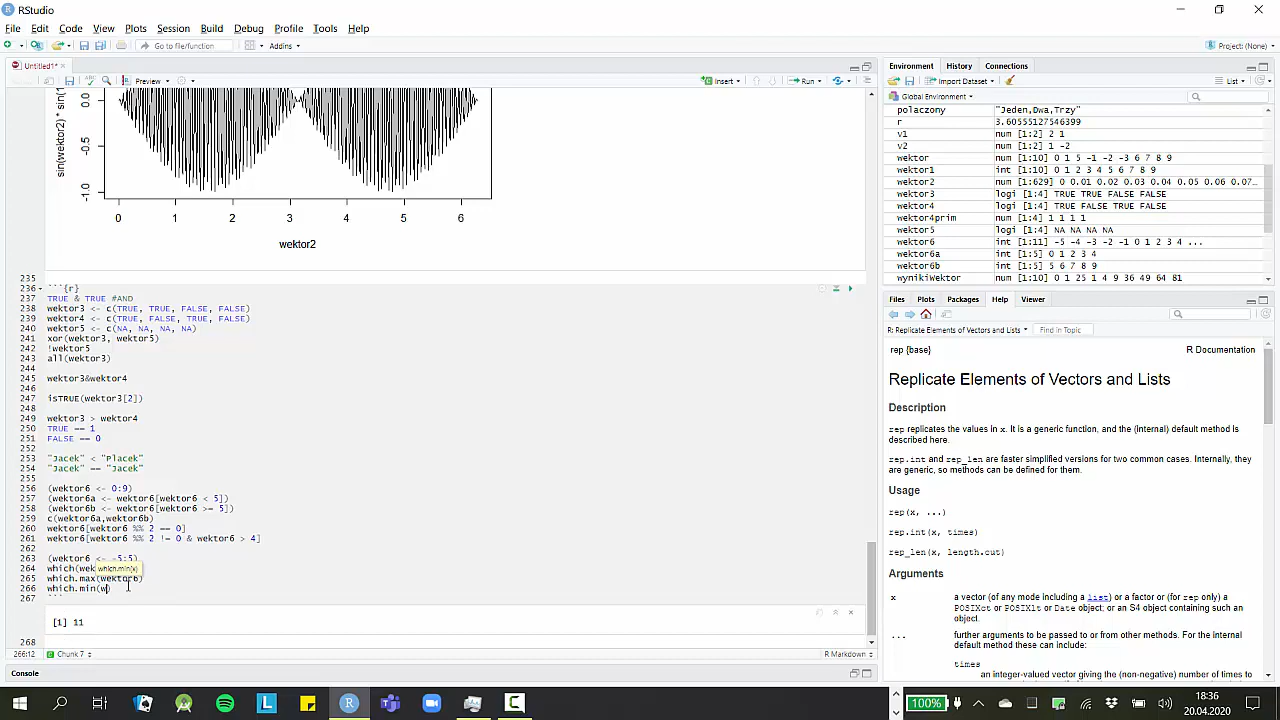 RStudio
File Edit Code View Plots Session Build Debug Profile Tools Help
Go to file/function Addins Project: (None)
Untitled1*
Preview Insert Run
0.0
-0.5
-1.0
sin(wektor2) * sin(1
0 1 2 3 4 5 6
wektor2
235
236 ```{r}
237 TRUE & TRUE #AND
238 wektor3 <- c(TRUE, TRUE, FALSE, FALSE)
239 wektor4 <- c(TRUE, FALSE, TRUE, FALSE)
240 wektor5 <- c(NA, NA, NA, NA)
241 xor(wektor3, wektor5)
242 !wektor5
243 all(wektor3)
244
245 wektor3&wektor4
246
247 isTRUE(wektor3[2])
248
249 wektor3 > wektor4
250 TRUE == 1
251 FALSE == 0
252
253 "Jacek" < "Placek"
254 "Jacek" == "Jacek"
255
256 (wektor6 <- 0:9)
257 (wektor6a <- wektor6[wektor6 < 5])
258 (wektor6b <- wektor6[wektor6 >= 5])
259 c(wektor6a,wektor6b)
260 wektor6[wektor6 %% 2 == 0]
261 wektor6[wektor6 %% 2 != 0 & wektor6 > 4]
262
263 (wektor6 <- -5:5)
264 which(wek which.min(x)
265 which.max(wektor6)
266 which.min(w)
267 ```
[1] 11
268
266:12 Chunk 7 R Markdown
Console
Environment History Connections
Import Dataset List
Global Environment
polaczony "Jeden,Dwa,Trzy"
r 3.60555127546399
v1 num [1:2] 2 1
v2 num [1:2] 1 -2
wektor num [1:10] 0 1 5 -1 -2 -3 6 7 8 9
wektor1 int [1:10] 0 1 2 3 4 5 6 7 8 9
wektor2 num [1:629] 0 0.01 0.02 0.03 0.04 0.05 0.06 0.07...
wektor3 logi [1:4] TRUE TRUE FALSE FALSE
wektor4 logi [1:4] TRUE FALSE TRUE FALSE
wektor4prim num [1:4] 1 1 1 1
wektor5 logi [1:4] NA NA NA NA
wektor6 int [1:11] -5 -4 -3 -2 -1 0 1 2 3 4 ...
wektor6a int [1:5] 0 1 2 3 4
wektor6b int [1:5] 5 6 7 8 9
wynikiWektor num [1:10] 0 1 25 1 4 9 36 49 64 81
Files Plots Packages Help Viewer
R: Replicate Elements of Vectors and Lists Find in Topic
rep {base} R Documentation
Replicate Elements of Vectors and Lists
Description
rep replicates the values in x. It is a generic function, and the (internal) default method is
described here.
rep.int and rep_len are faster simplified versions for two common cases. Internally, they
are generic, so methods can be defined for them.
Usage
rep(x, ...)
rep.int(x, times)
rep_len(x, length.out)
Arguments
x a vector (of any mode including a list) or a factor or (for rep only) a
POSIXct or POSIXlt or Date object; or an S4 object containing such an
object.
... further arguments to be passed to or from other methods. For the internal
default method these can include:
times
an integer-valued vector giving the (non-negative) number of times to
100%
18:36
20.04.2020